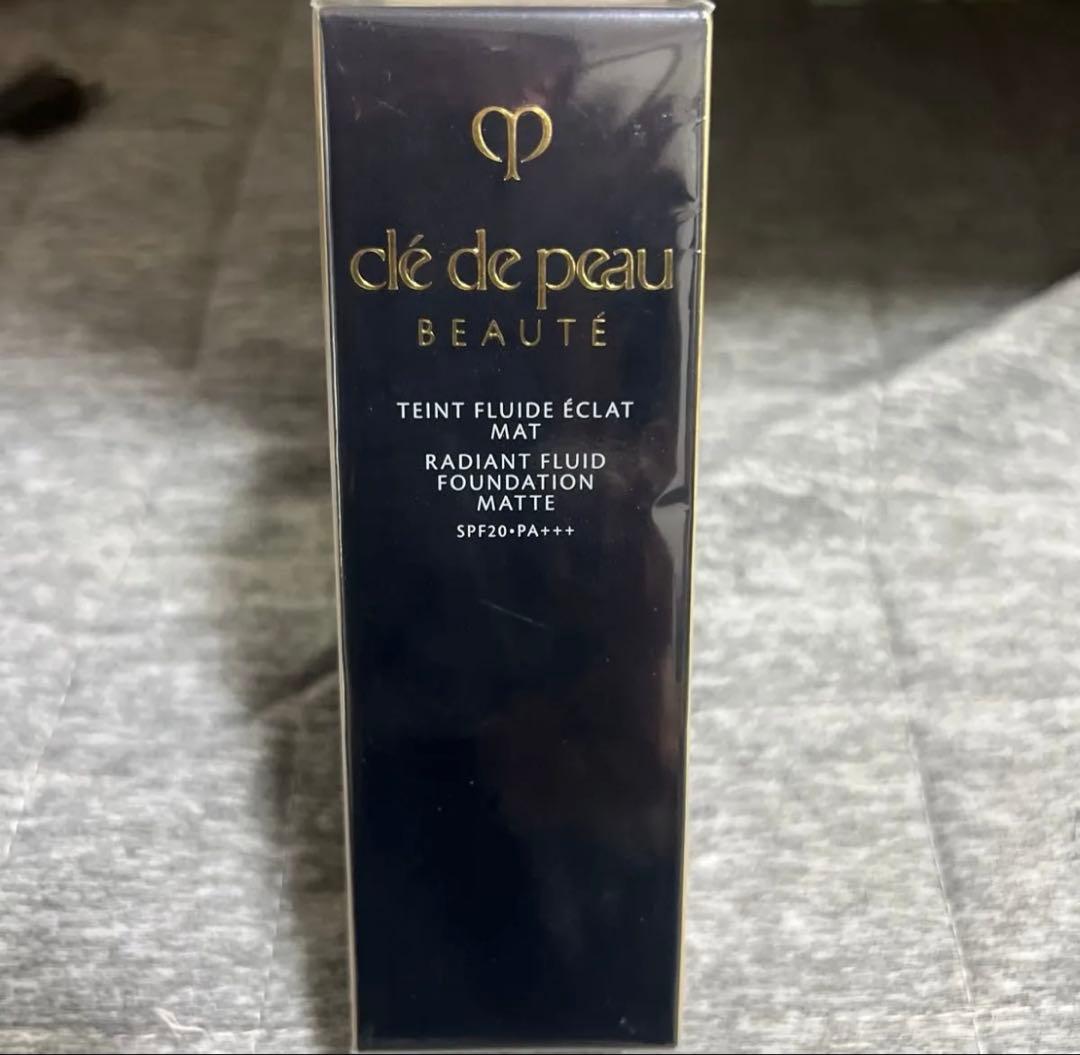 clé de peau
BEAUTÉ
TEINT FLUIDE ÉCLAT
MAT
RADIANT FLUID
FOUNDATION
MATTE
SPF20•PA+++